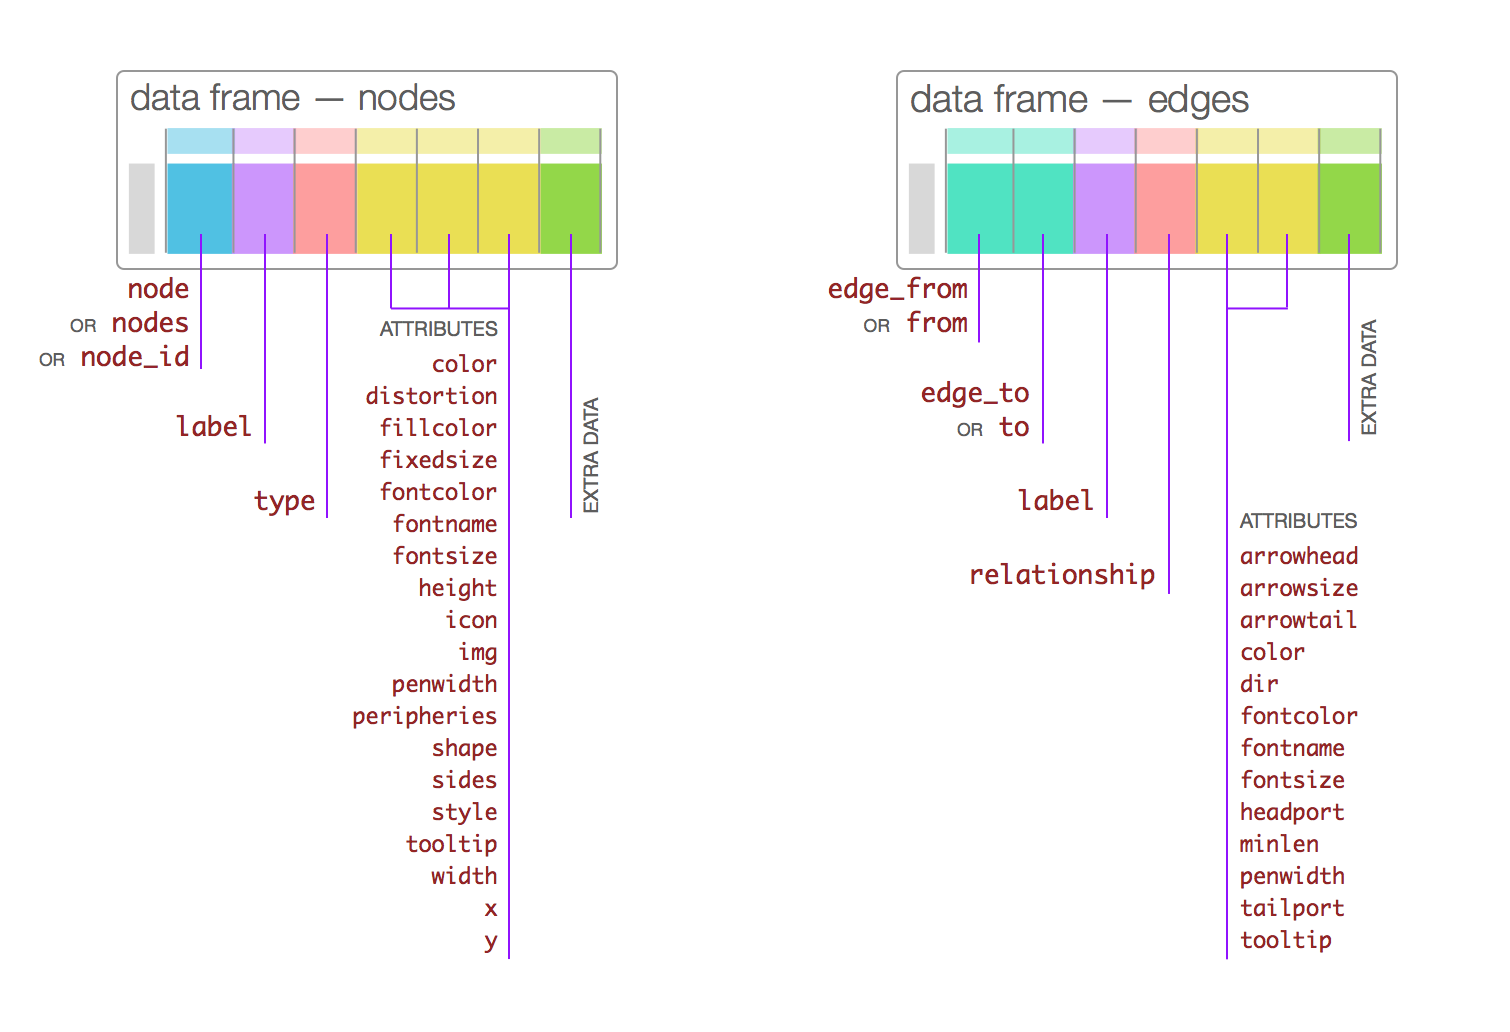 data frame — nodes
node
OR nodes
OR node_id
label
type
ATTRIBUTES
color
distortion
fillcolor
fixedsize
fontcolor
fontname
fontsize
height
icon
img
penwidth
peripheries
shape
sides
style
tooltip
width
x
y
EXTRA DATA
data frame — edges
edge_from
OR from
edge_to
OR to
label
relationship
ATTRIBUTES
arrowhead
arrowsize
arrowtail
color
dir
fontcolor
fontname
fontsize
headport
minlen
penwidth
tailport
tooltip
EXTRA DATA